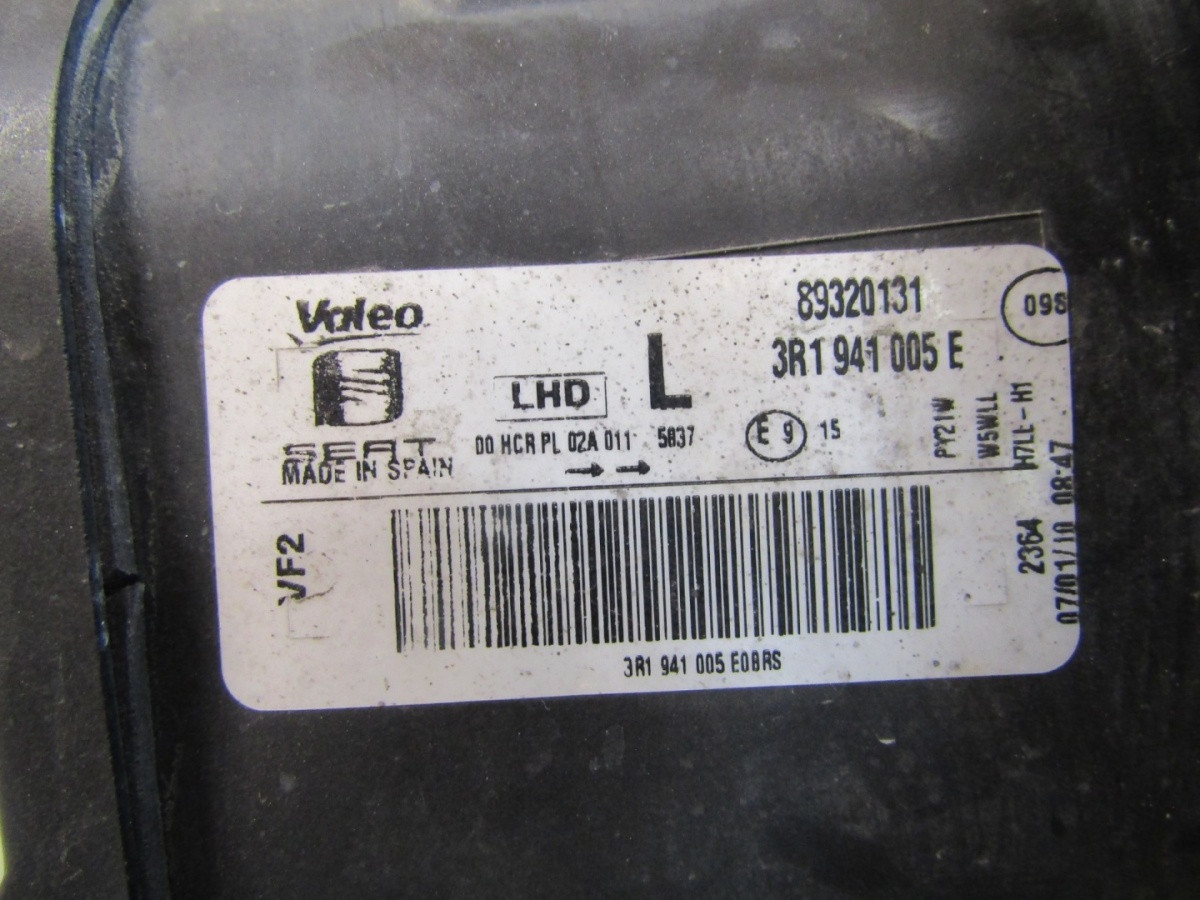 Valeo
SEAT
MADE IN SPAIN
LHD
L
89320131
3R1 941 005 E
098
00 HCR PL 02A 011 5837
E 9 15
PY21W
W5WLL
H7LL-H1
2364
07/01/10 08:47
VF2
3R1 941 005 E0BRS